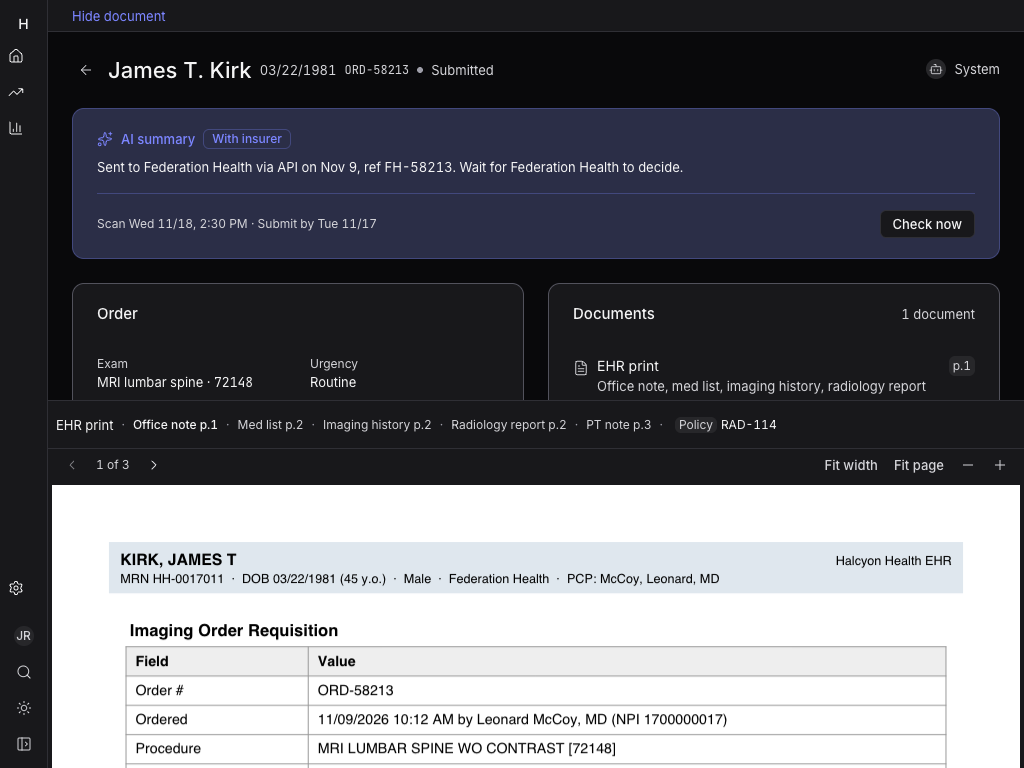 H
Hide document
James T. Kirk 03/22/1981 ORD-58213 • Submitted
System
AI summary With insurer
Sent to Federation Health via API on Nov 9, ref FH-58213. Wait for Federation Health to decide.
Scan Wed 11/18, 2:30 PM · Submit by Tue 11/17
Check now
Order
Exam Urgency
MRI lumbar spine · 72148 Routine
Documents 1 document
EHR print p.1
Office note, med list, imaging history, radiology report
EHR print · Office note p.1 · Med list p.2 · Imaging history p.2 · Radiology report p.2 · PT note p.3 · Policy RAD-114
1 of 3 Fit width Fit page
KIRK, JAMES T
Halcyon Health EHR
MRN HH-0017011 · DOB 03/22/1981 (45 y.o.) · Male · Federation Health · PCP: McCoy, Leonard, MD
Imaging Order Requisition
Field Value
Order # ORD-58213
Ordered 11/09/2026 10:12 AM by Leonard McCoy, MD (NPI 1700000017)
Procedure MRI LUMBAR SPINE WO CONTRAST [72148]
JR